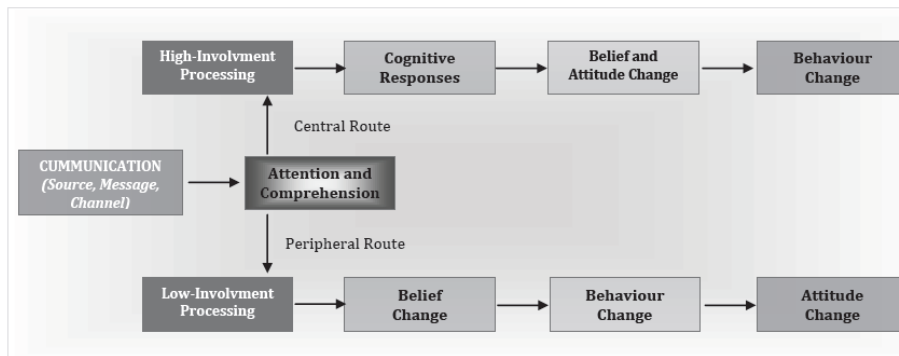 High-Involvment
Processing
Cognitive
Responses
Belief and
Attitude Change
Behaviour
Change
Central Route
CUMMUNICATION
(Source, Message,
Channel)
Attention and
Comprehension
Peripheral Route
Low-Involvment
Processing
Belief
Change
Behaviour
Change
Attitude
Change